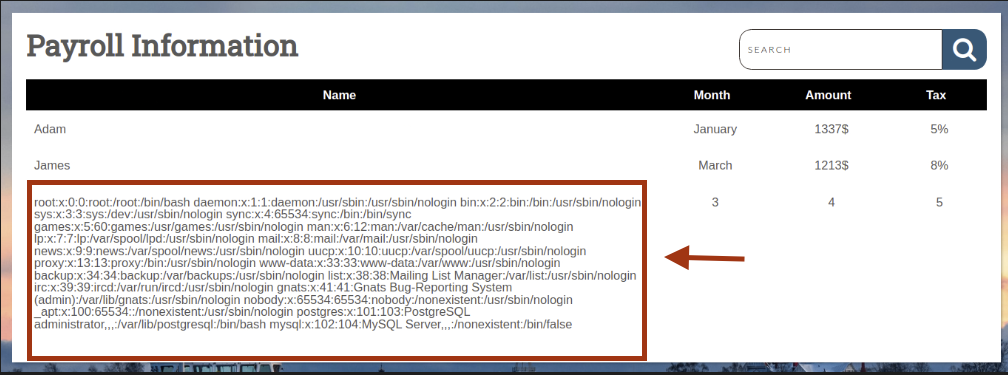 Payroll Information
SEARCH
Name Month Amount Tax
Adam January 1337$ 5%
James March 1213$ 8%
root:x:0:0:root:/root:/bin/bash daemon:x:1:1:daemon:/usr/sbin:/usr/sbin/nologin bin:x:2:2:bin:/bin:/usr/sbin/nologin 3 4 5
sys:x:3:3:sys:/dev:/usr/sbin/nologin sync:x:4:65534:sync:/bin:/bin/sync
games:x:5:60:games:/usr/games:/usr/sbin/nologin man:x:6:12:man:/var/cache/man:/usr/sbin/nologin
lp:x:7:7:lp:/var/spool/lpd:/usr/sbin/nologin mail:x:8:8:mail:/var/mail:/usr/sbin/nologin
news:x:9:9:news:/var/spool/news:/usr/sbin/nologin uucp:x:10:10:uucp:/var/spool/uucp:/usr/sbin/nologin
proxy:x:13:13:proxy:/bin:/usr/sbin/nologin www-data:x:33:33:www-data:/var/www:/usr/sbin/nologin
backup:x:34:34:backup:/var/backups:/usr/sbin/nologin list:x:38:38:Mailing List Manager:/var/list:/usr/sbin/nologin
irc:x:39:39:ircd:/var/run/ircd:/usr/sbin/nologin gnats:x:41:41:Gnats Bug-Reporting System
(admin):/var/lib/gnats:/usr/sbin/nologin nobody:x:65534:65534:nobody:/nonexistent:/usr/sbin/nologin
_apt:x:100:65534::/nonexistent:/usr/sbin/nologin postgres:x:101:103:PostgreSQL
administrator,,,:/var/lib/postgresql:/bin/bash mysql:x:102:104:MySQL Server,,,:/nonexistent:/bin/false